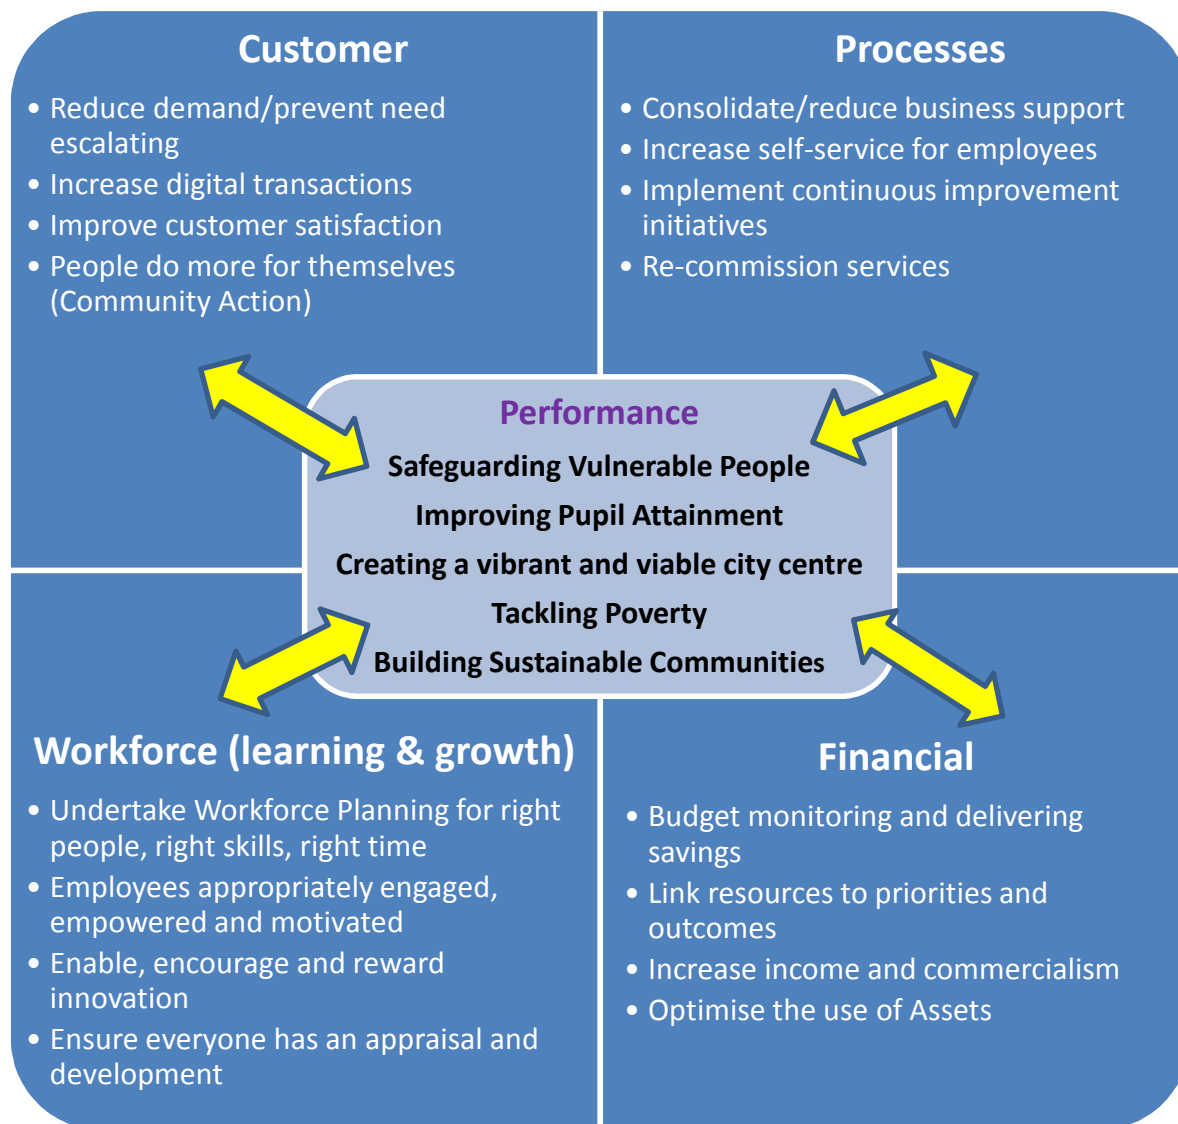 Customer
• Reduce demand/prevent need
escalating
• Increase digital transactions
• Improve customer satisfaction
• People do more for themselves
(Community Action)
Processes
• Consolidate/reduce business support
• Increase self-service for employees
• Implement continuous improvement
initiatives
• Re-commission services
Performance
Safeguarding Vulnerable People
Improving Pupil Attainment
Creating a vibrant and viable city centre
Tackling Poverty
Building Sustainable Communities
Workforce (learning & growth)
• Undertake Workforce Planning for right
people, right skills, right time
• Employees appropriately engaged,
empowered and motivated
• Enable, encourage and reward
innovation
• Ensure everyone has an appraisal and
development
Financial
• Budget monitoring and delivering
savings
• Link resources to priorities and
outcomes
• Increase income and commercialism
• Optimise the use of Assets